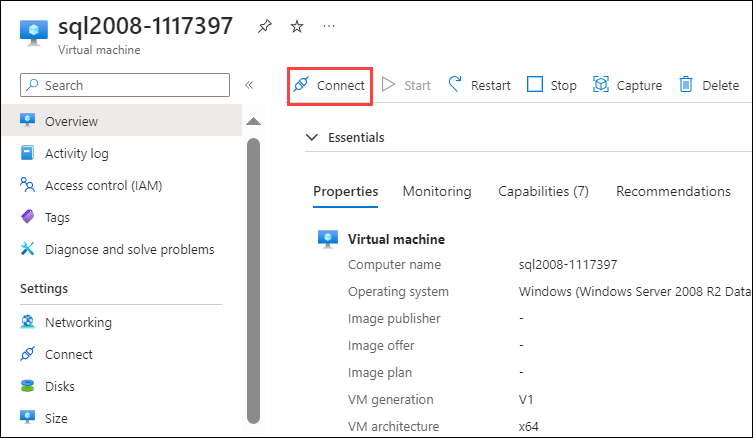 sql2008-1117397
Virtual machine
Search
Connect Start Restart Stop Capture Delete
Overview
Activity log
Access control (IAM)
Tags
Diagnose and solve problems
Settings
Networking
Connect
Disks
Size
Essentials
Properties Monitoring Capabilities (7) Recommendations
Virtual machine
Computer name sql2008-1117397
Operating system Windows (Windows Server 2008 R2 Data
Image publisher -
Image offer -
Image plan -
VM generation V1
VM architecture x64